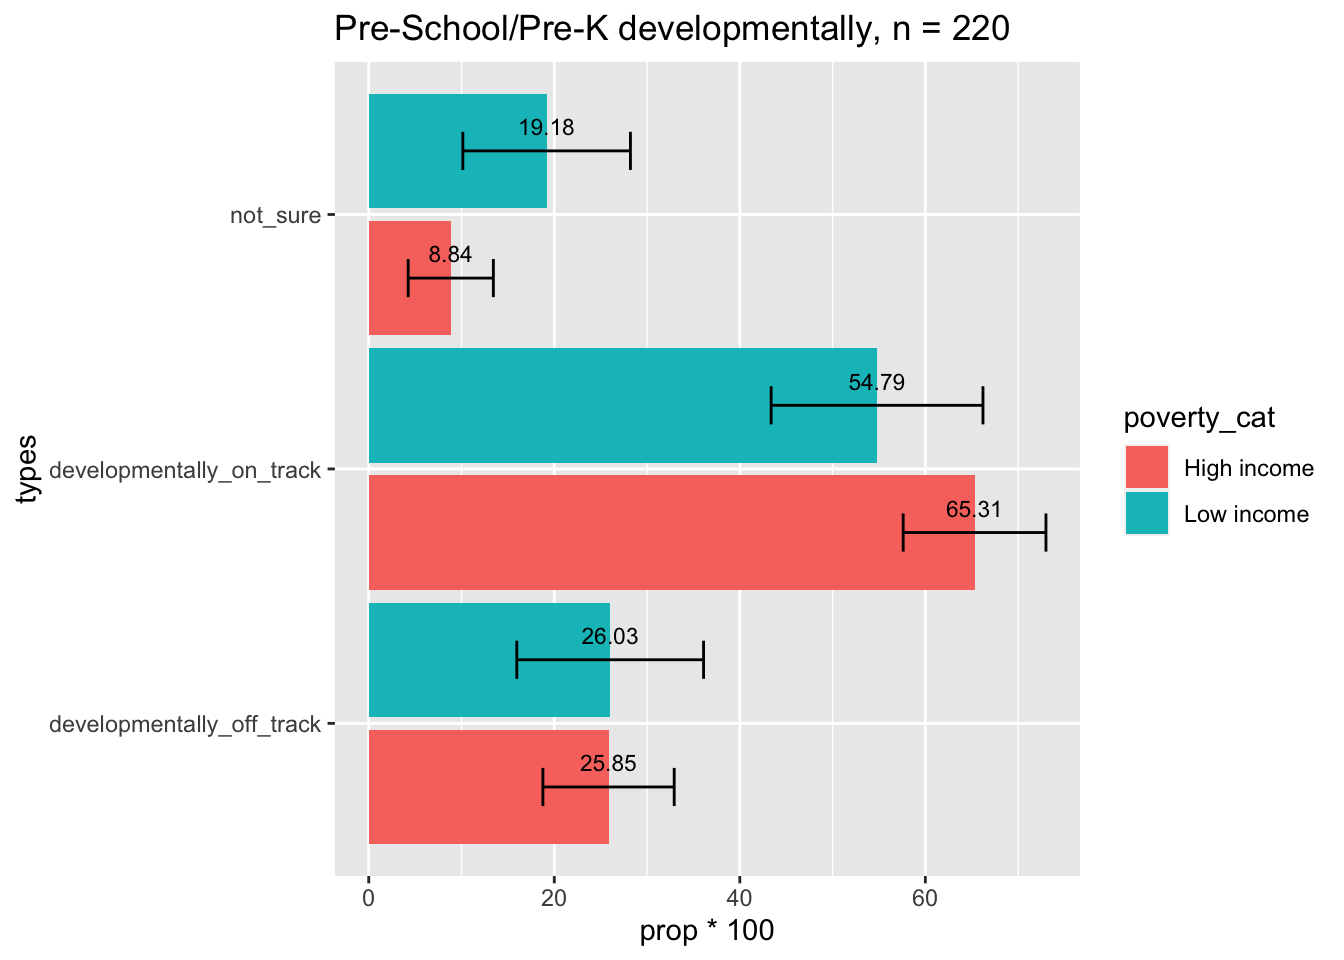 Pre-School/Pre-K developmentally, n = 220
19.18
not_sure
8.84
54.79
developmentally_on_track
65.31
26.03
developmentally_off_track
25.85
types
0 20 40 60
prop * 100
poverty_cat
High income
Low income